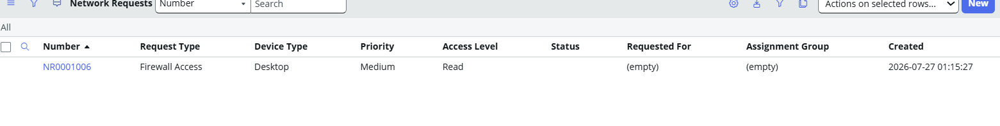 Network Requests Number Search Actions on selected rows... New
All
Number Request Type Device Type Priority Access Level Status Requested For Assignment Group Created
NR0001006 Firewall Access Desktop Medium Read (empty) (empty) 2026-07-27 01:15:27